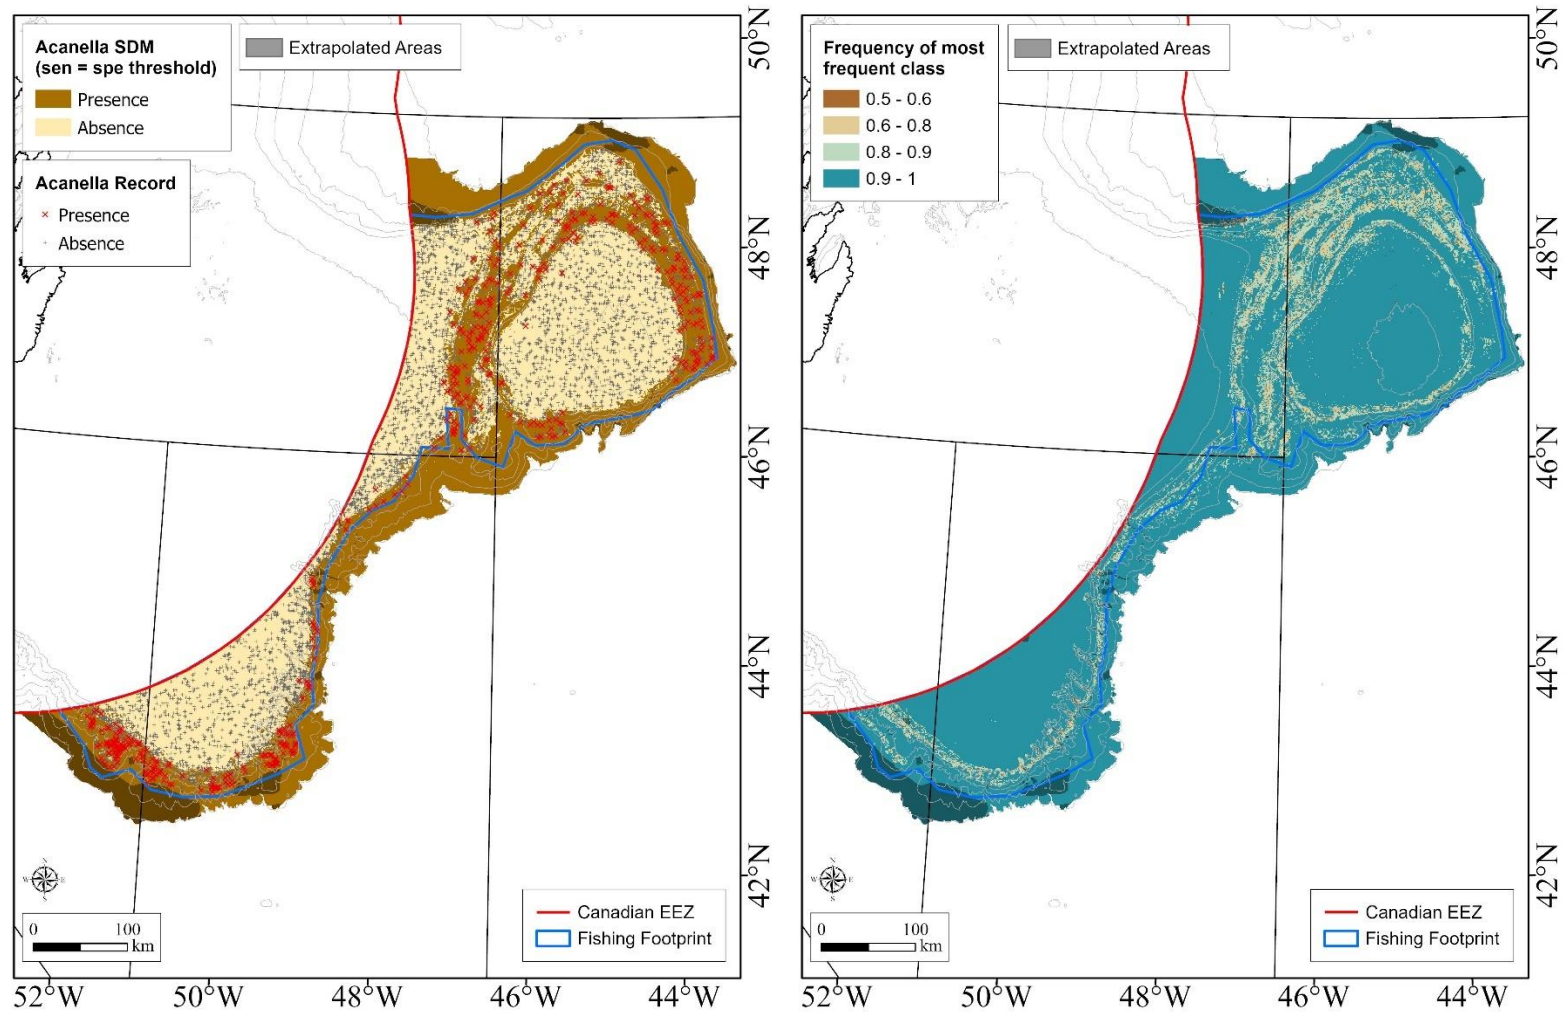 Acanella SDM
(sen = spe threshold)
Presence
Absence
Acanella Record
Presence
Absence
Extrapolated Areas
50°N
48°N
46°N
44°N
42°N
N
W E
S
0 100
km
Canadian EEZ
Fishing Footprint
52°W 50°W 48°W 46°W 44°W
Frequency of most
frequent class
0.5 - 0.6
0.6 - 0.8
0.8 - 0.9
0.9 - 1
Extrapolated Areas
50°N
48°N
46°N
44°N
42°N
N
W E
S
0 100
km
Canadian EEZ
Fishing Footprint
52°W 50°W 48°W 46°W 44°W